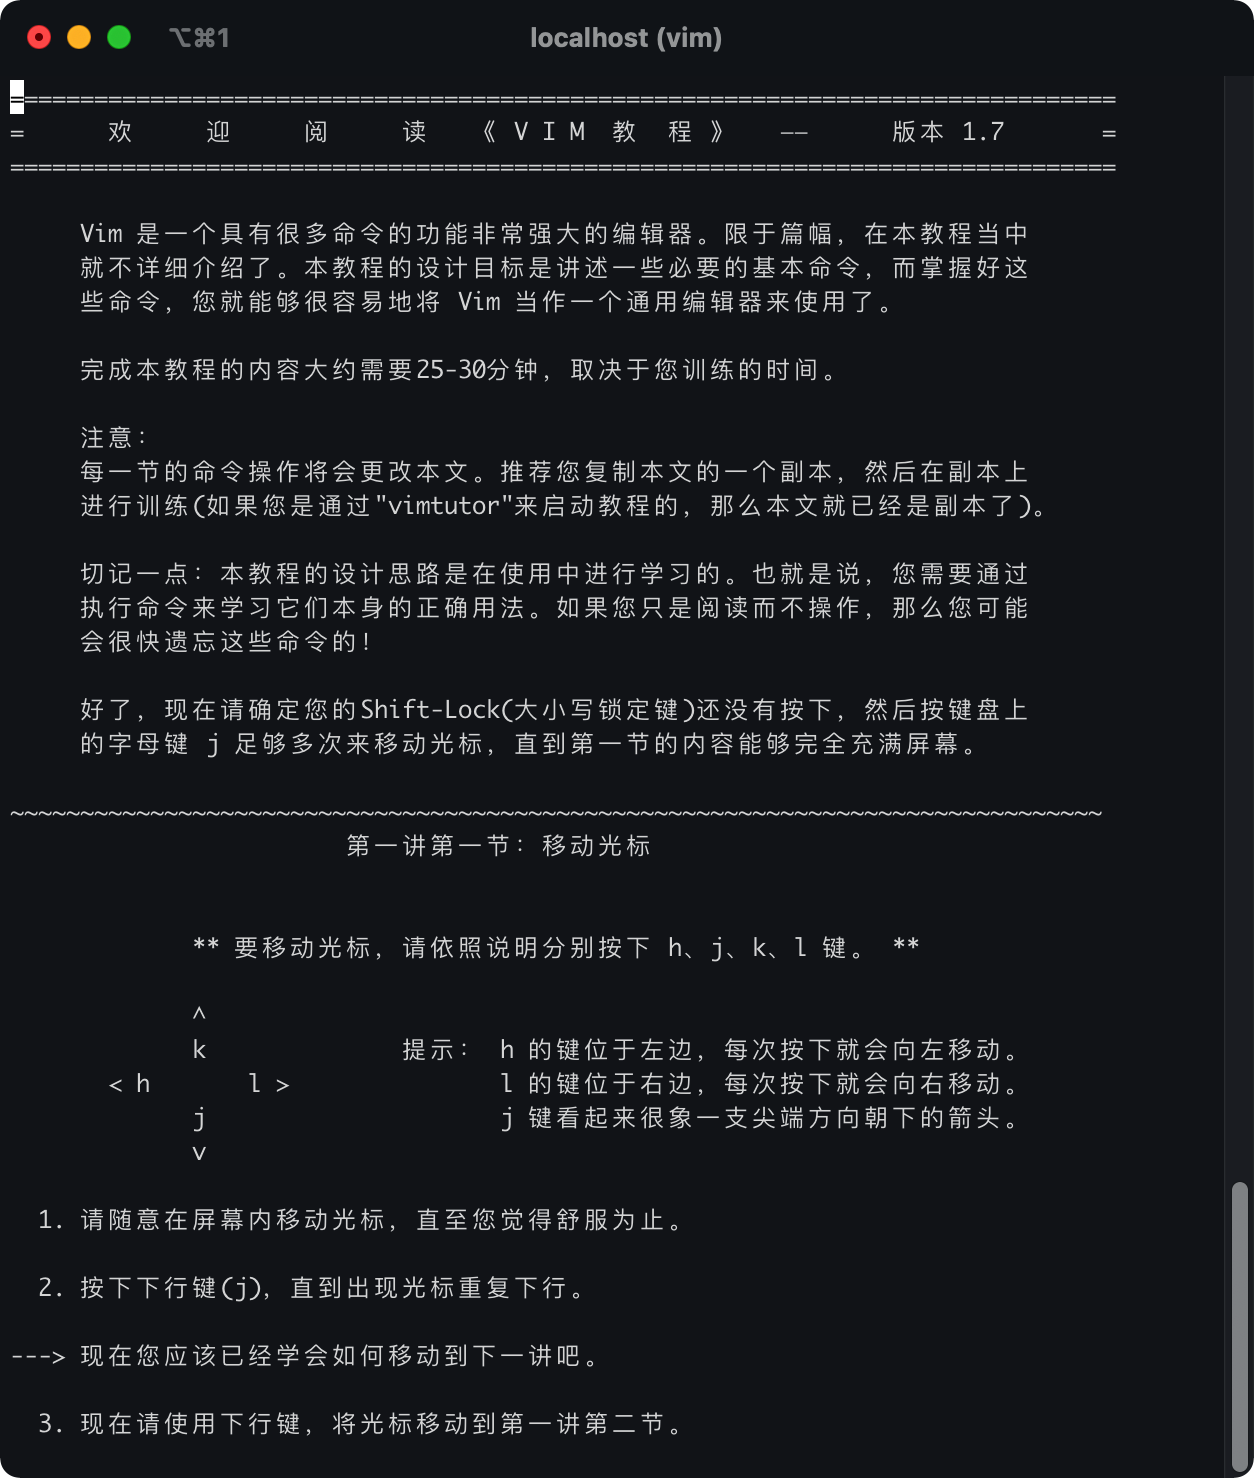 ⌥⌘1 localhost (vim)
===============================================================================
=      欢     迎     阅     读   《 V I M  教  程 》   ——      版本 1.7       =
===============================================================================
Vim 是一个具有很多命令的功能非常强大的编辑器。限于篇幅，在本教程当中
就不详细介绍了。本教程的设计目标是讲述一些必要的基本命令，而掌握好这
些命令，您就能够很容易地将 Vim 当作一个通用编辑器来使用了。
完成本教程的内容大约需要25-30分钟，取决于您训练的时间。
注意：
每一节的命令操作将会更改本文。推荐您复制本文的一个副本，然后在副本上
进行训练(如果您是通过"vimtutor"来启动教程的，那么本文就已经是副本了)。
切记一点：本教程的设计思路是在使用中进行学习的。也就是说，您需要通过
执行命令来学习它们本身的正确用法。如果您只是阅读而不操作，那么您可能
会很快遗忘这些命令的！
好了，现在请确定您的Shift-Lock(大小写锁定键)还没有按下，然后按键盘上
的字母键 j 足够多次来移动光标，直到第一节的内容能够完全充满屏幕。
~~~~~~~~~~~~~~~~~~~~~~~~~~~~~~~~~~~~~~~~~~~~~~~~~~~~~~~~~~~~~~~~~~~~~~~~~~~~~~
第一讲第一节：移动光标
** 要移动光标，请依照说明分别按下 h、j、k、l 键。 **
^
k              提示： h 的键位于左边，每次按下就会向左移动。
< h       l >               l 的键位于右边，每次按下就会向右移动。
j                     j 键看起来很象一支尖端方向朝下的箭头。
v
1. 请随意在屏幕内移动光标，直至您觉得舒服为止。
2. 按下下行键(j)，直到出现光标重复下行。
---> 现在您应该已经学会如何移动到下一讲吧。
3. 现在请使用下行键，将光标移动到第一讲第二节。